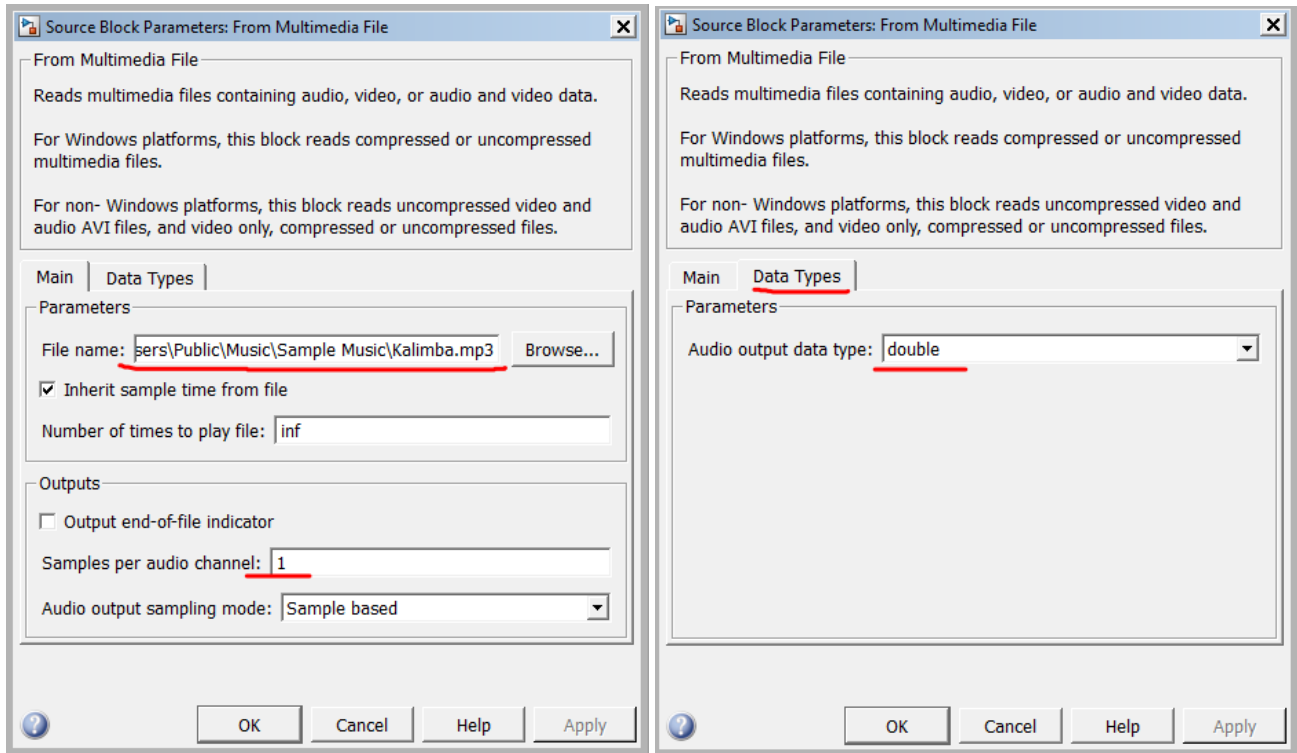 Source Block Parameters: From Multimedia File
From Multimedia File
Reads multimedia files containing audio, video, or audio and video data.
For Windows platforms, this block reads compressed or uncompressed
multimedia files.
For non- Windows platforms, this block reads uncompressed video and
audio AVI files, and video only, compressed or uncompressed files.
Main
Data Types
Parameters
File name: sers\Public\Music\Sample Music\Kalimba.mp3 Browse...
Inherit sample time from file
Number of times to play file: inf
Outputs
Output end-of-file indicator
Samples per audio channel: 1
Audio output sampling mode: Sample based
OK Cancel Help Apply
Source Block Parameters: From Multimedia File
From Multimedia File
Reads multimedia files containing audio, video, or audio and video data.
For Windows platforms, this block reads compressed or uncompressed
multimedia files.
For non- Windows platforms, this block reads uncompressed video and
audio AVI files, and video only, compressed or uncompressed files.
Main
Data Types
Parameters
Audio output data type: double
OK Cancel Help Apply